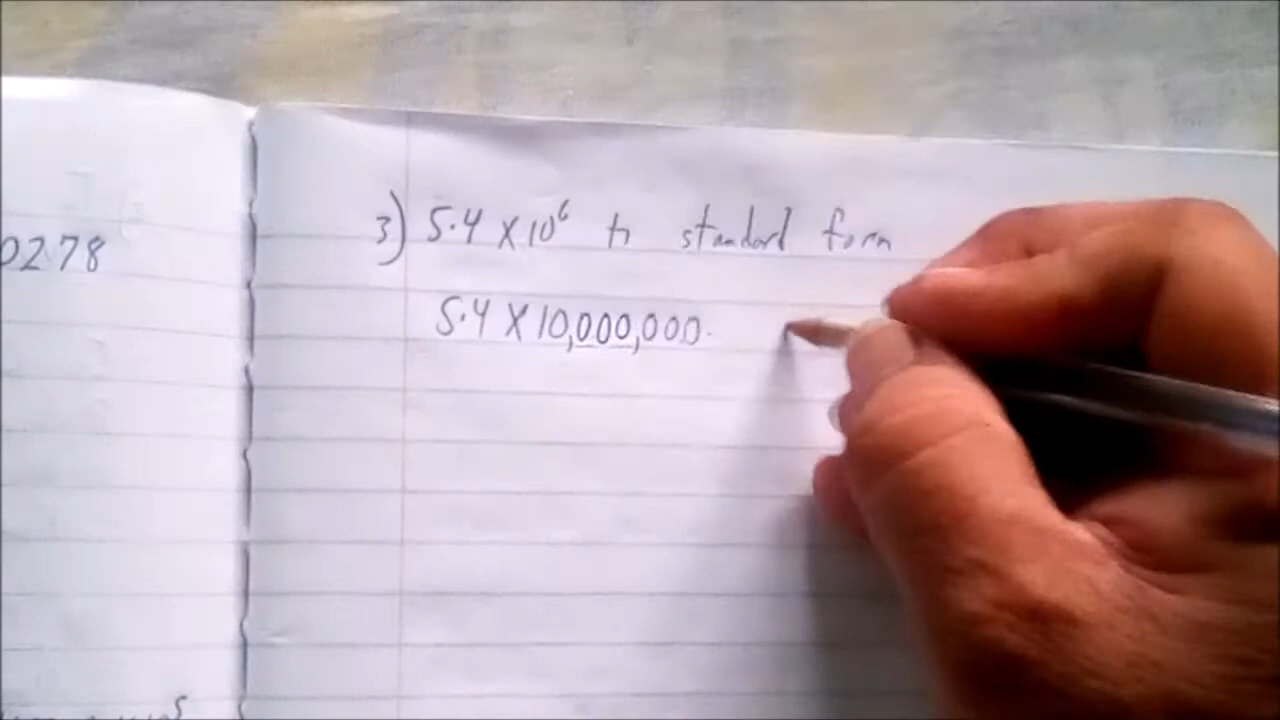 0278
3) 5.4 X 10⁶ to standard form
5.4 X 10,000,000.